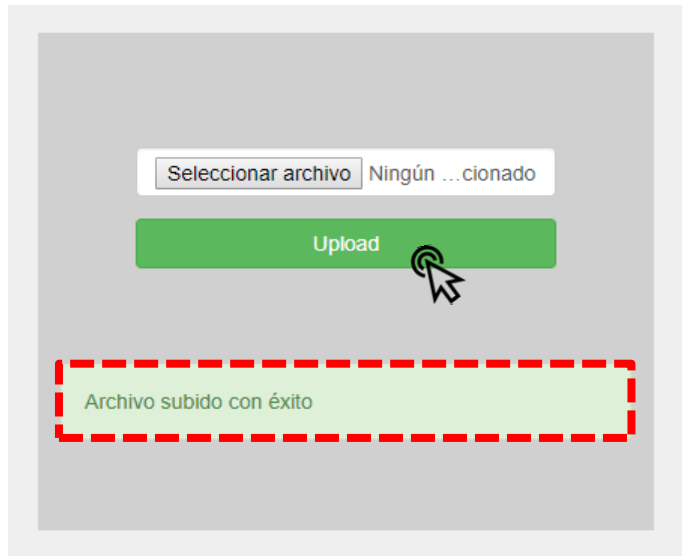 Seleccionar archivo Ningún ...cionado
Upload
Archivo subido con éxito